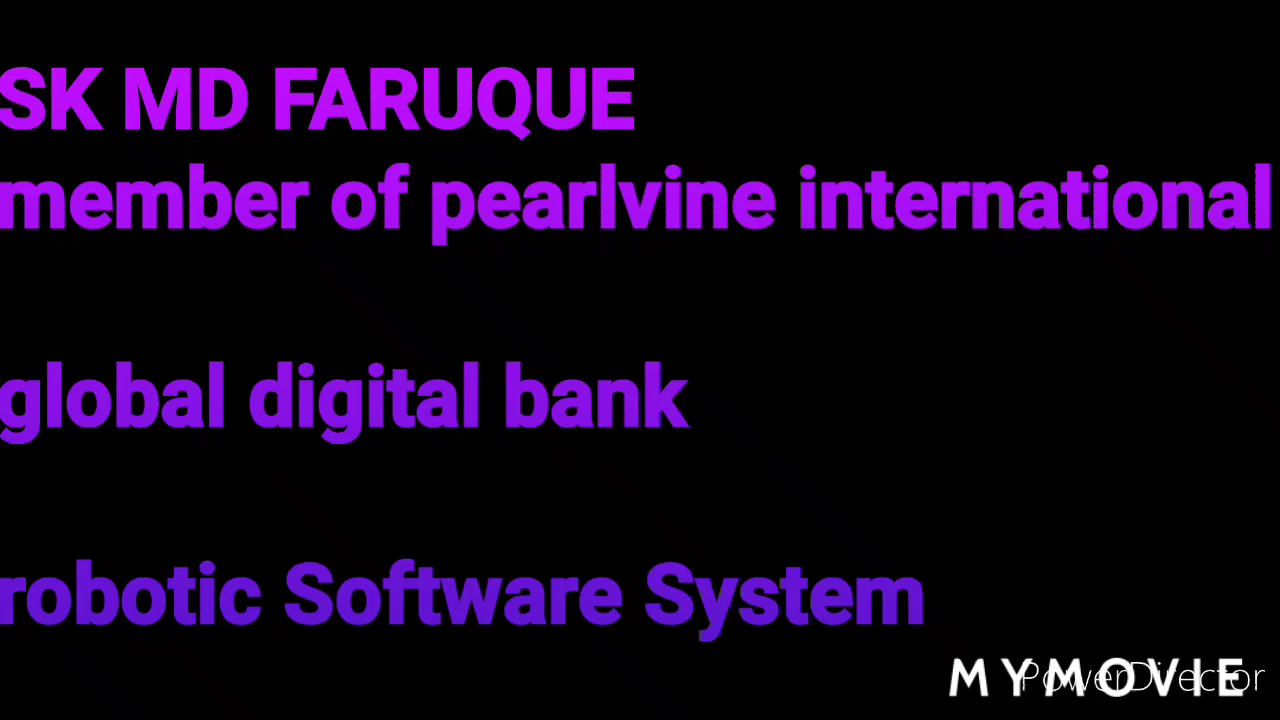 SK MD FARUQUE
member of pearlvine international
global digital bank
robotic Software System
MYMOVIE
PowerDirector